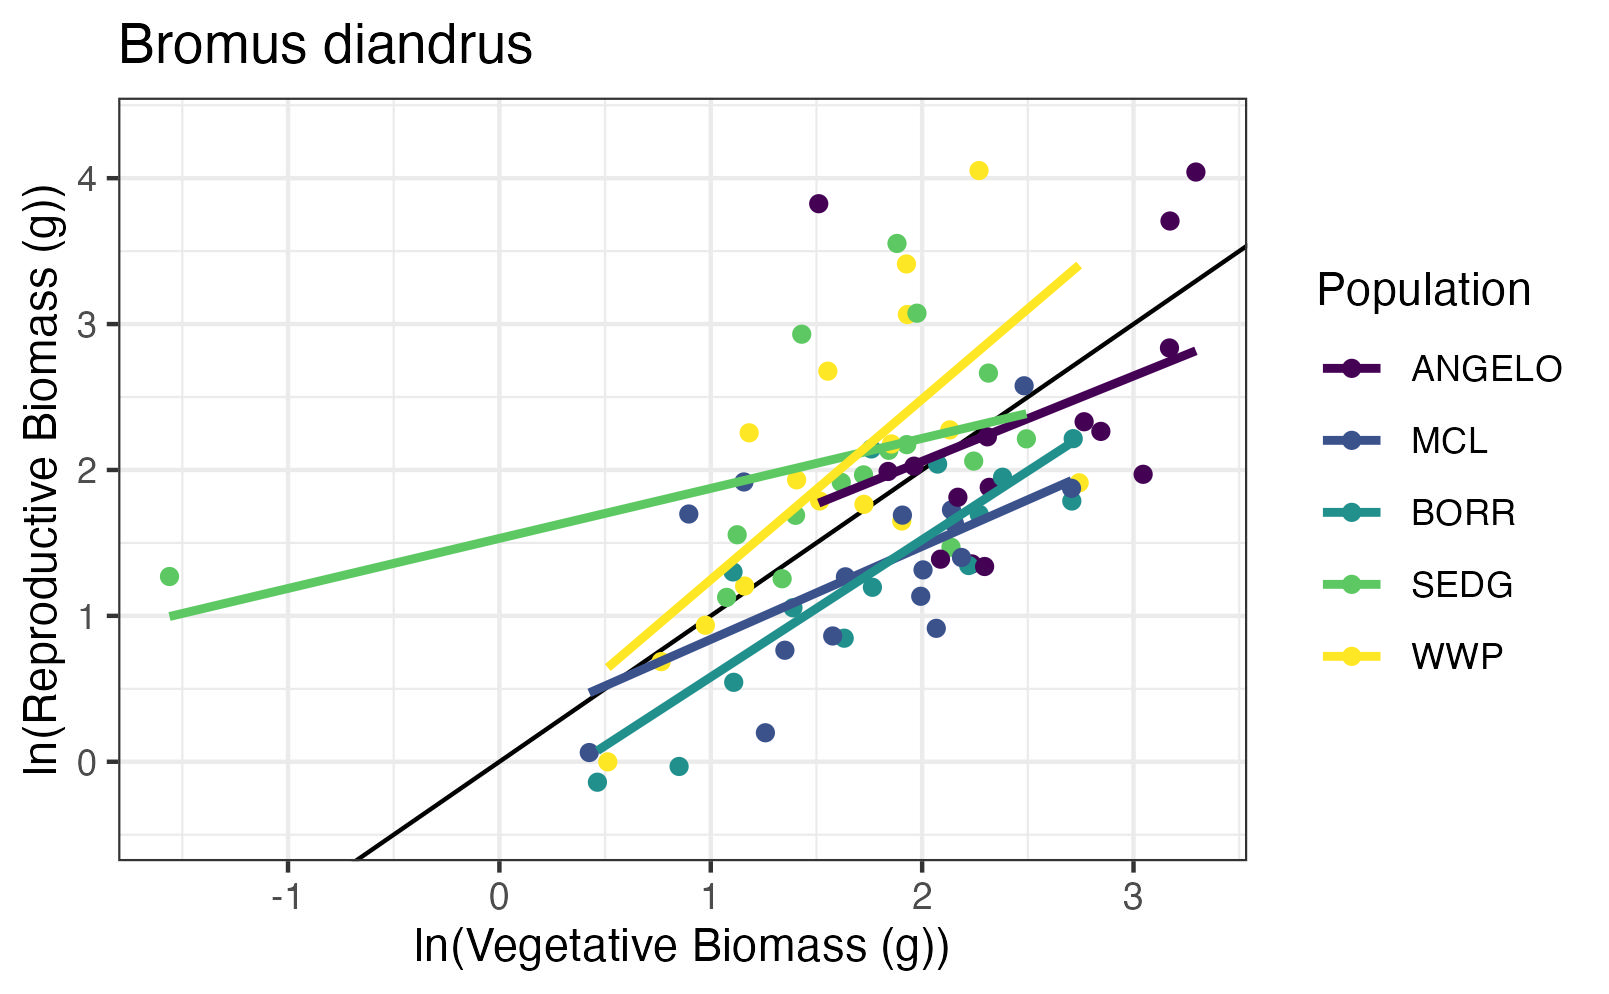 Bromus diandrus
ln(Reproductive Biomass (g))
4
3
2
1
0
-1
0
1
2
3
ln(Vegetative Biomass (g))
Population
ANGELO
MCL
BORR
SEDG
WWP